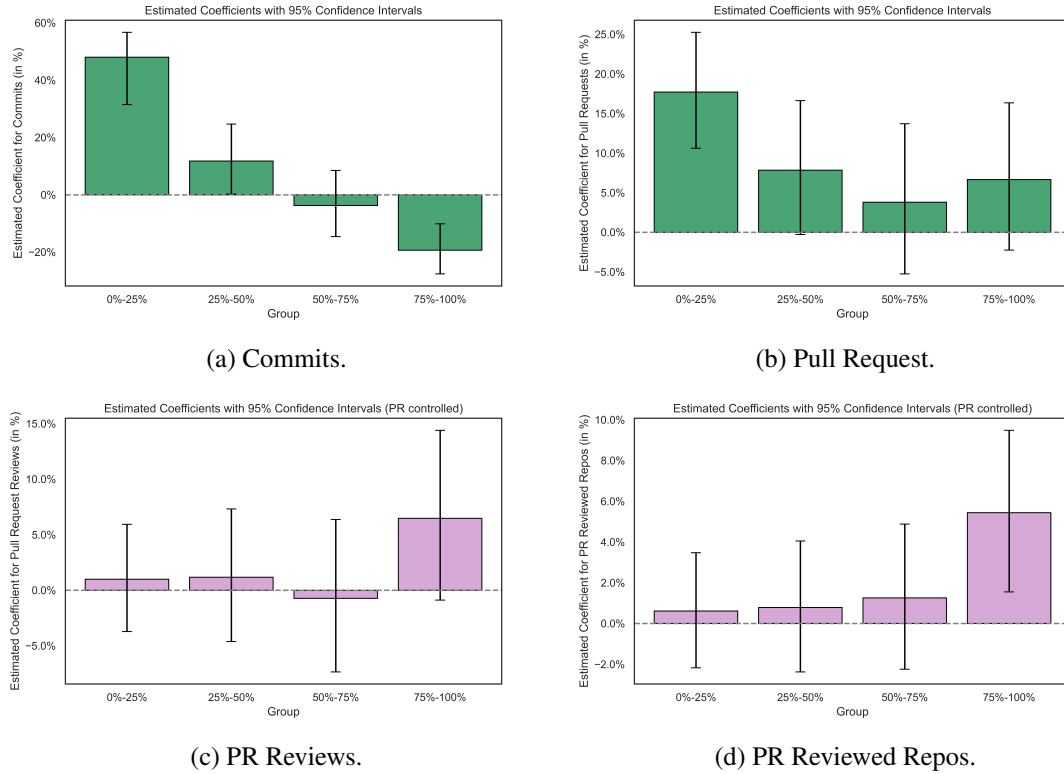 Estimated Coefficients with 95% Confidence Intervals
Estimated Coefficient for Commits (in %)
60%
40%
20%
0%
−20%
0%-25%
25%-50%
50%-75%
75%-100%
Group
(a) Commits.
Estimated Coefficients with 95% Confidence Intervals
Estimated Coefficient for Pull Requests (in %)
25.0%
20.0%
15.0%
10.0%
5.0%
0.0%
−5.0%
0%-25%
25%-50%
50%-75%
75%-100%
Group
(b) Pull Request.
Estimated Coefficients with 95% Confidence Intervals (PR controlled)
Estimated Coefficient for Pull Request Reviews (in %)
15.0%
10.0%
5.0%
0.0%
−5.0%
0%-25%
25%-50%
50%-75%
75%-100%
Group
(c) PR Reviews.
Estimated Coefficients with 95% Confidence Intervals (PR controlled)
Estimated Coefficient for PR Reviewed Repos (in %)
10.0%
8.0%
6.0%
4.0%
2.0%
0.0%
−2.0%
0%-25%
25%-50%
50%-75%
75%-100%
Group
(d) PR Reviewed Repos.